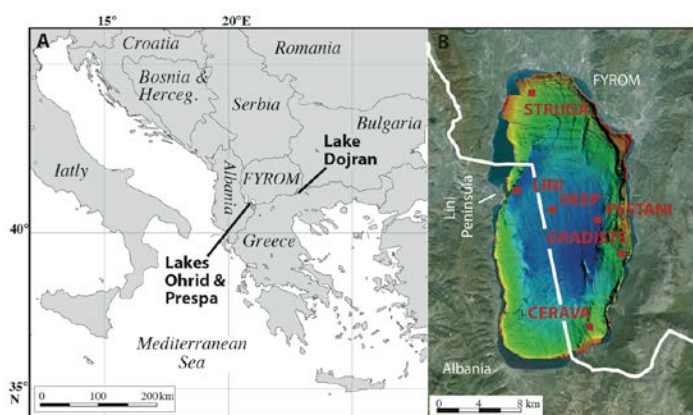 15°E
20°E
A
Croatia
Romania
Bosnia &
Herceg.
Serbia
Bulgaria
Lake
Dojran
Iatly
Albania
FYROM
40°
Greece
Lakes
Ohrid &
Prespa
Mediterranean
Sea
35°
N
0 100 200km
B
FYROM
STRUGA
LINI
DEEP
PESTANI
GRADISTE
Lini
Peninsula
CERAVA
Albania
0 4 8 km